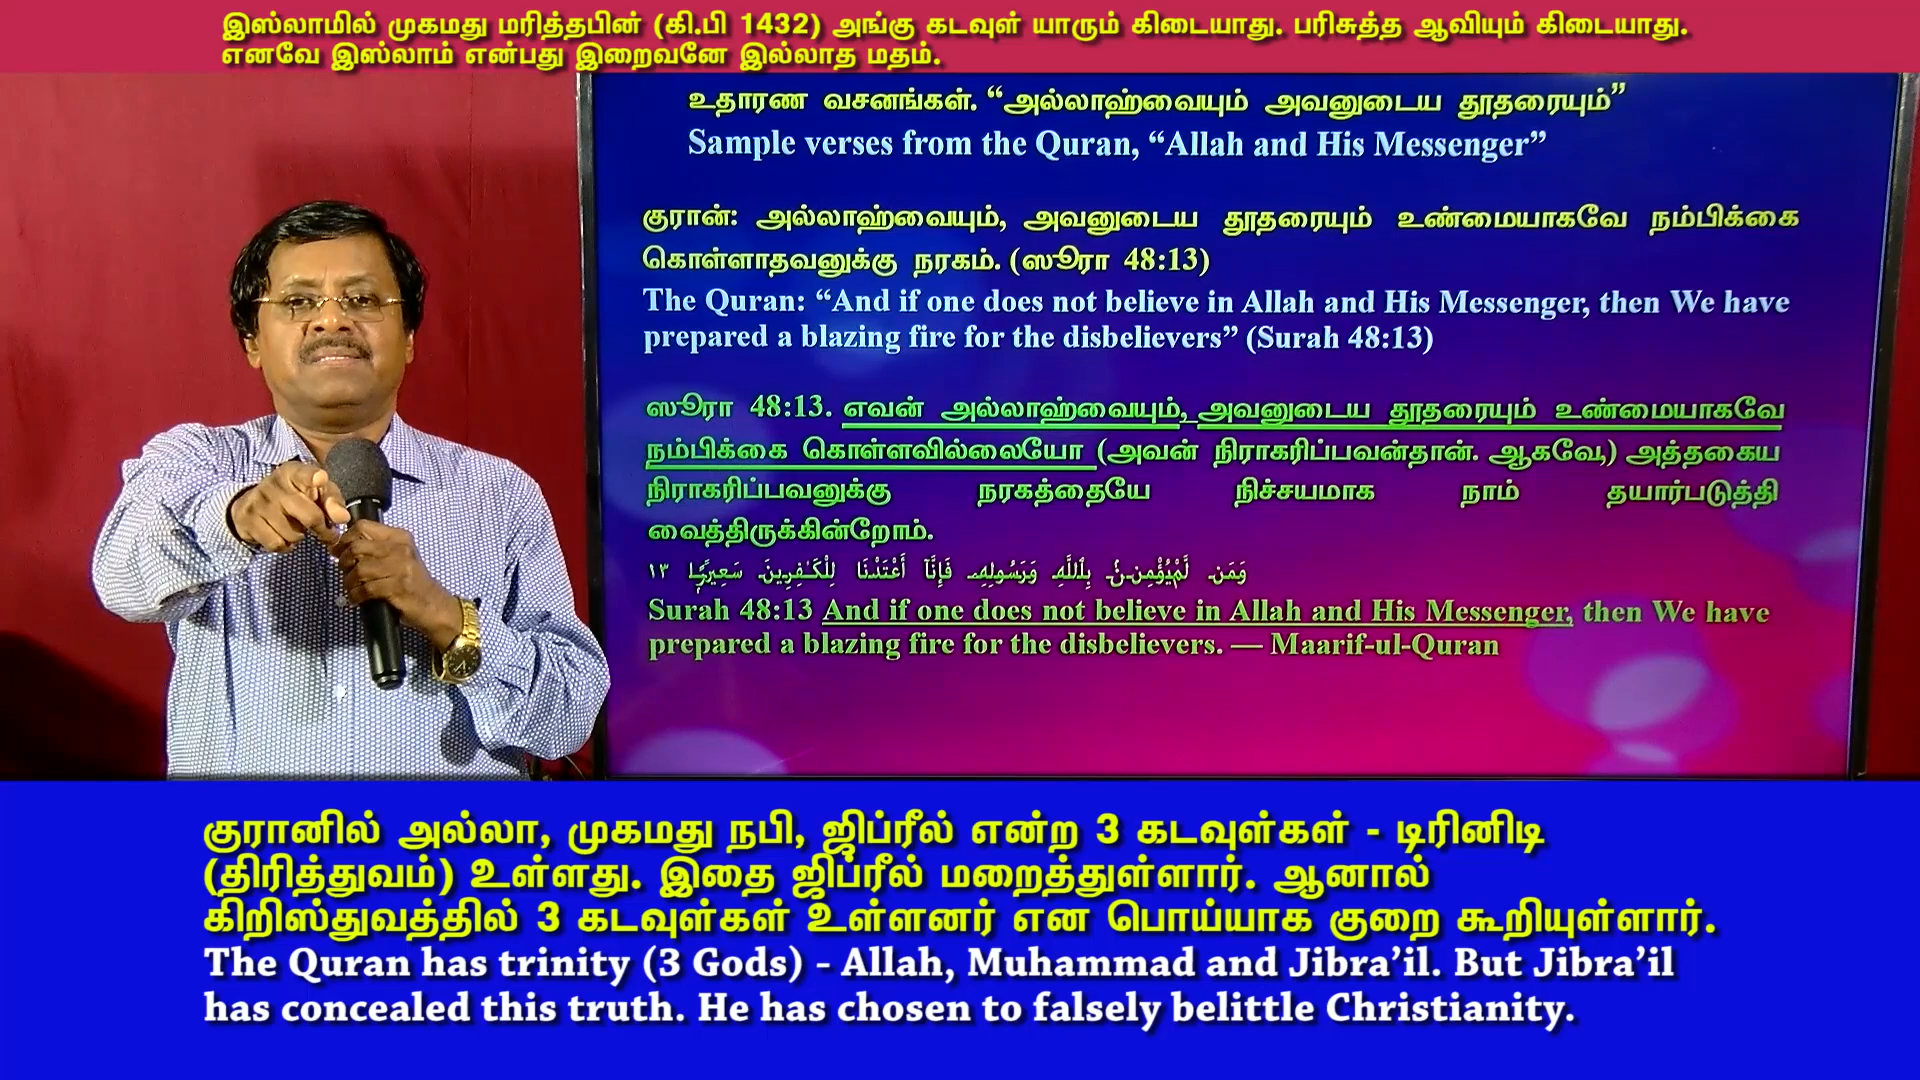 இஸ்லாமில் முகமது மரித்தபின் (கி.பி 1432) அங்கு கடவுள் யாரும் கிடையாது. பரிசுத்த ஆவியும் கிடையாது.
எனவே இஸ்லாம் என்பது இறைவனே இல்லாத மதம்.
உதாரண வசனங்கள். “அல்லாஹ்வையும் அவனுடைய தூதரையும்”
Sample verses from the Quran, “Allah and His Messenger”
குரான்: அல்லாஹ்வையும், அவனுடைய தூதரையும் உண்மையாகவே நம்பிக்கை
கொள்ளாதவனுக்கு நரகம். (ஸூரா 48:13)
The Quran: “And if one does not believe in Allah and His Messenger, then We have
prepared a blazing fire for the disbelievers” (Surah 48:13)
ஸூரா 48:13. எவன் அல்லாஹ்வையும், அவனுடைய தூதரையும் உண்மையாகவே
நம்பிக்கை கொள்ளவில்லையோ (அவன் நிராகரிப்பவன்தான். ஆகவே,) அத்தகைய
நிராகரிப்பவனுக்கு நரகத்தையே நிச்சயமாக நாம் தயார்படுத்தி
வைத்திருக்கின்றோம்.
وَمَن لَّمْ يُؤْمِنۢ بِٱللَّهِ وَرَسُولِهِۦ فَإِنَّآ أَعْتَدْنَا لِلْكَـٰفِرِينَ سَعِيرًۭا ١٣
Surah 48:13 And if one does not believe in Allah and His Messenger, then We have
prepared a blazing fire for the disbelievers. — Maarif-ul-Quran
குரானில் அல்லா, முகமது நபி, ஜிப்ரீல் என்ற 3 கடவுள்கள் - டிரினிடி
(திரித்துவம்) உள்ளது. இதை ஜிப்ரீல் மறைத்துள்ளார். ஆனால்
கிறிஸ்துவத்தில் 3 கடவுள்கள் உள்ளனர் என பொய்யாக குறை கூறியுள்ளார்.
The Quran has trinity (3 Gods) - Allah, Muhammad and Jibra’il. But Jibra’il
has concealed this truth. He has chosen to falsely belittle Christianity.